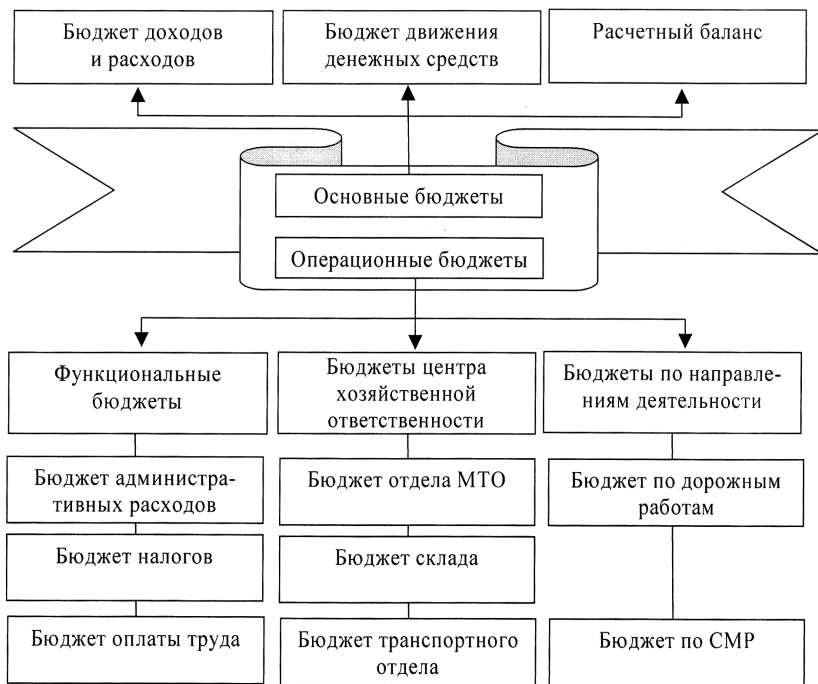 Бюджет доходов
и расходов
Бюджет движения
денежных средств
Расчетный баланс
Основные бюджеты
Операционные бюджеты
Функциональные
бюджеты
Бюджеты центра
хозяйственной
ответственности
Бюджеты по направле-
ниям деятельности
Бюджет администра-
тивных расходов
Бюджет отдела МТО
Бюджет по дорожным
работам
Бюджет налогов
Бюджет склада
Бюджет оплаты труда
Бюджет транспортного
отдела
Бюджет по СМР